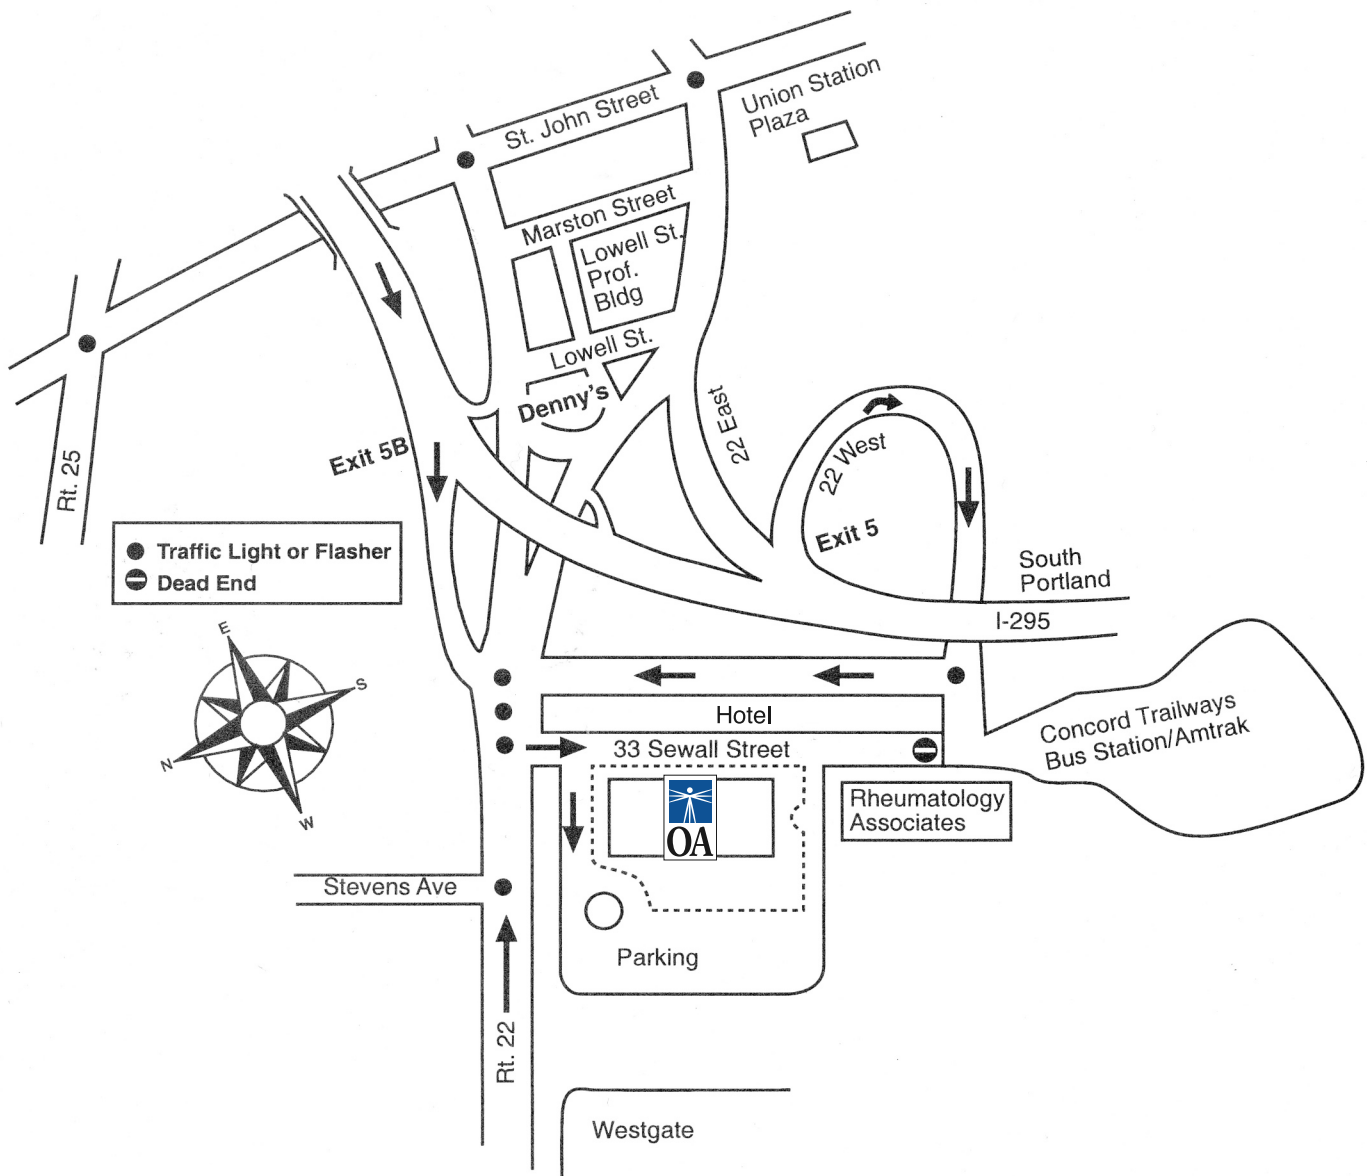 Union Station
Plaza
St. John Street
Marston Street
Lowell St.
Prof.
Bldg
Lowell St.
Denny's
22 East
22 West
Exit 5B
Rt. 25
Exit 5
Traffic Light or Flasher
Dead End
South
Portland
I-295
E
S
N
W
Hotel
Concord Trailways
Bus Station/Amtrak
33 Sewall Street
OA
Rheumatology
Associates
Stevens Ave
Parking
Rt. 22
Westgate